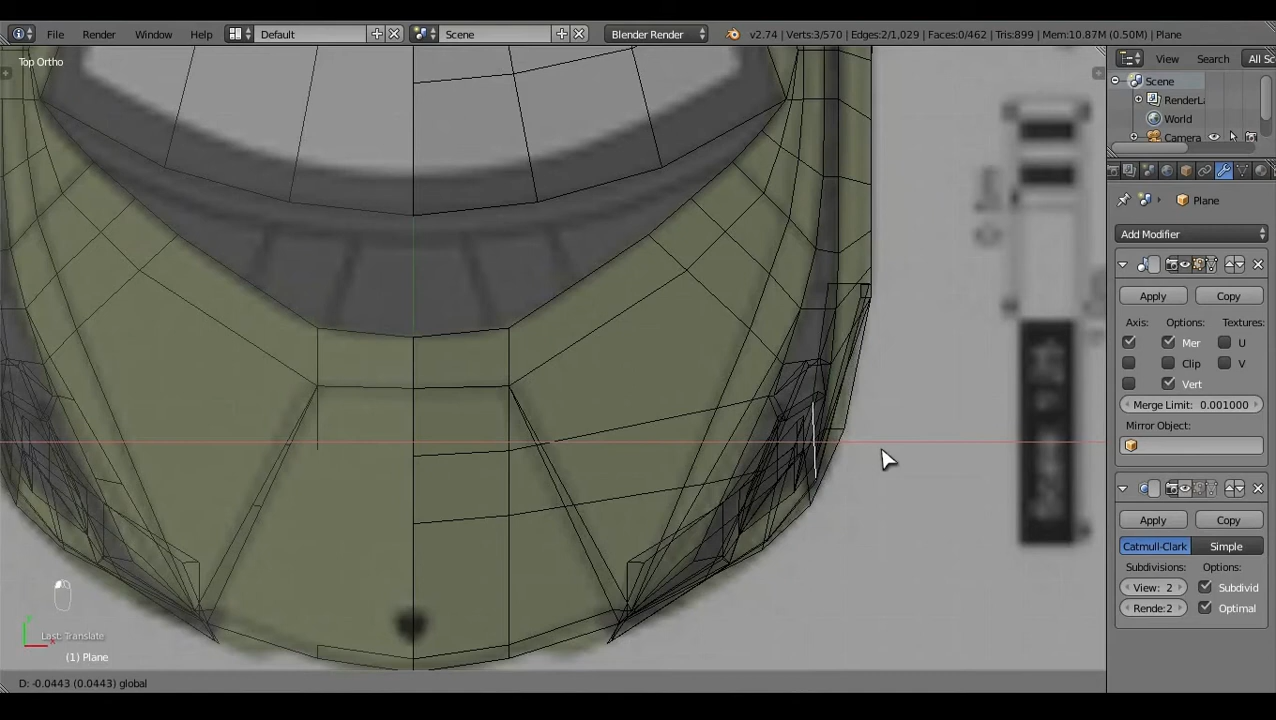 File Render Window Help Default Scene Blender Render v2.74 | Verts:3/570 | Edges:2/1,029 | Faces:0/462 | Tris:899 | Mem:10.87M (0.50M) | Plane
Top Ortho
View Search All Sc
Scene
RenderLa
World
Camera
Plane
Add Modifier
Apply Copy
Axis: Options: Textures:
Mer U
Clip V
Vert
Merge Limit: 0.001000
Mirror Object:
Apply Copy
Catmull-Clark Simple
Subdivisions: Options:
View: 2 Subdivid
Rende:2 Optimal
Last: Translate
(1) Plane
D: -0.0443 (0.0443) global